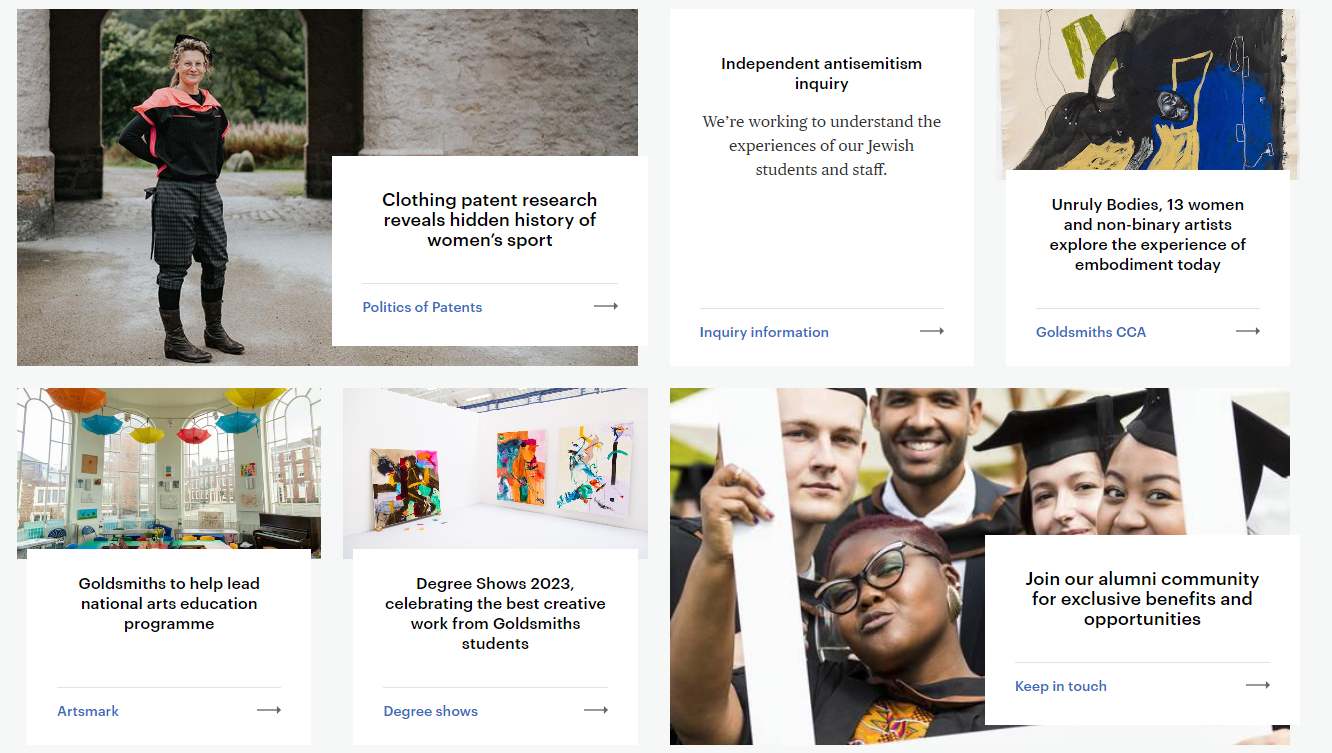 Clothing patent research
reveals hidden history of
women’s sport
Politics of Patents
Independent antisemitism
inquiry
We’re working to understand the
experiences of our Jewish
students and staff.
Inquiry information
Unruly Bodies, 13 women
and non-binary artists
explore the experience of
embodiment today
Goldsmiths CCA
Goldsmiths to help lead
national arts education
programme
Artsmark
Degree Shows 2023,
celebrating the best creative
work from Goldsmiths
students
Degree shows
Join our alumni community
for exclusive benefits and
opportunities
Keep in touch